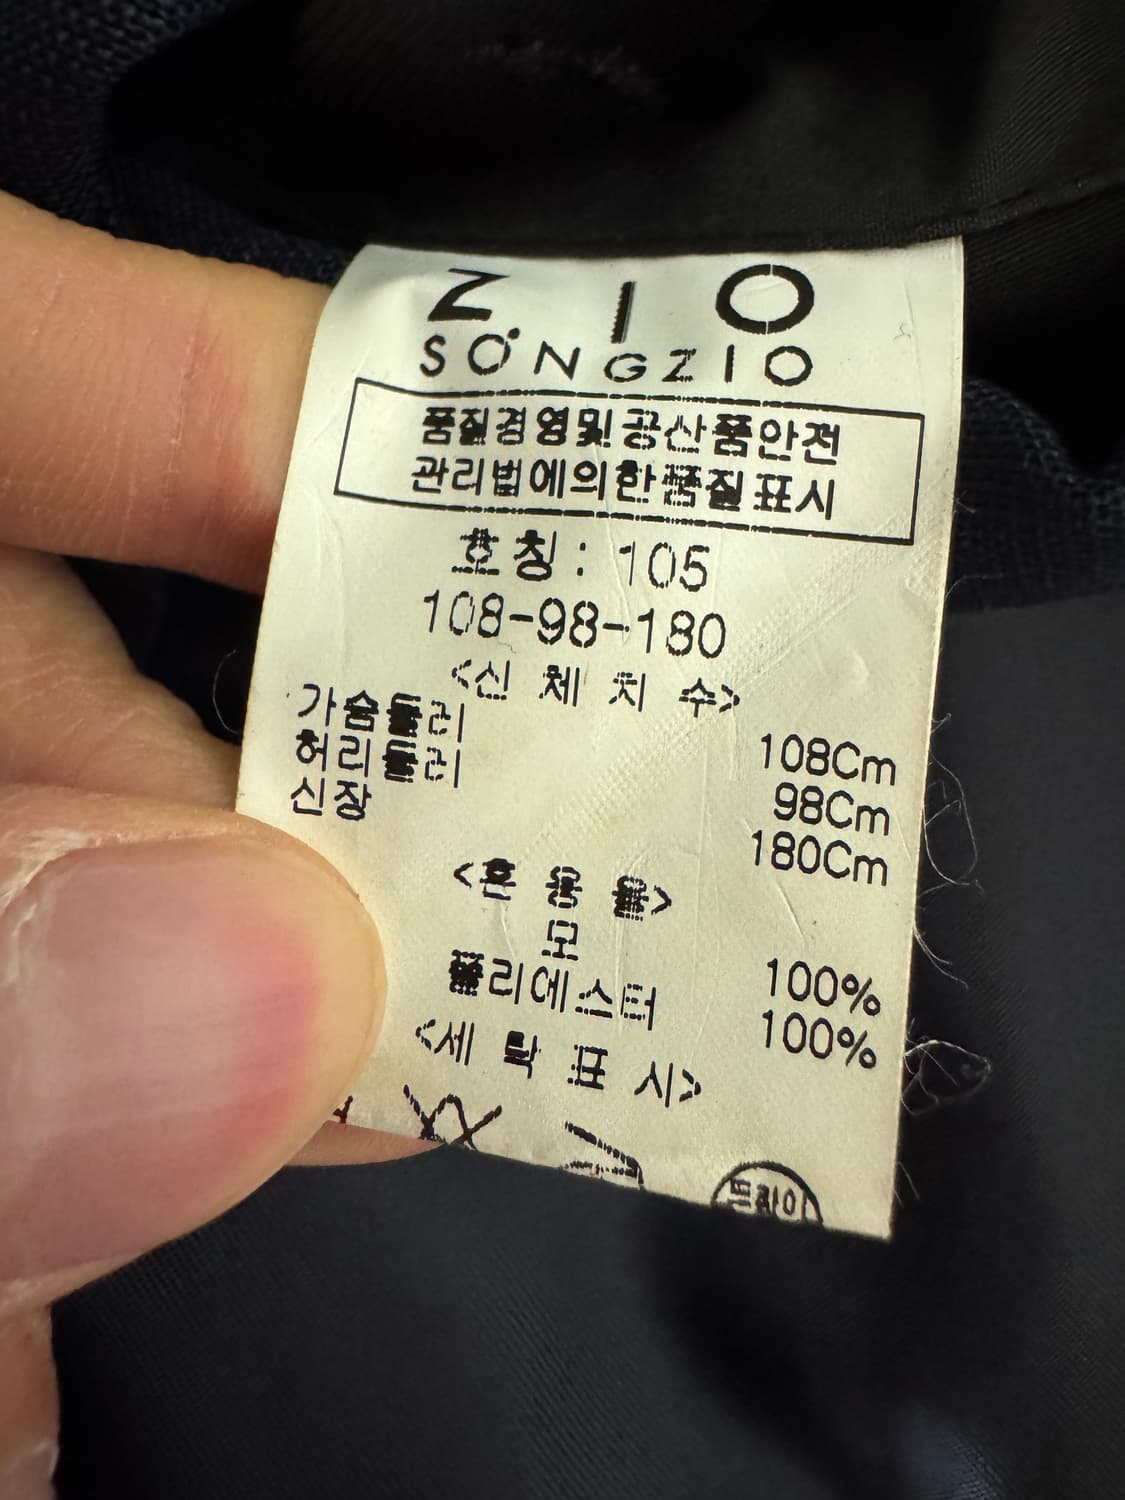 ZIO
SONGZIO
품질경영및공산품안전
관리법에의한품질표시
호칭: 105
108-98-180
<신 체 치 수>
가슴둘리 108Cm
허리둘리 98Cm
신장 180Cm
<혼 용 율>
모 100%
폴리에스터 100%
<세 탁 표 시>
드라이